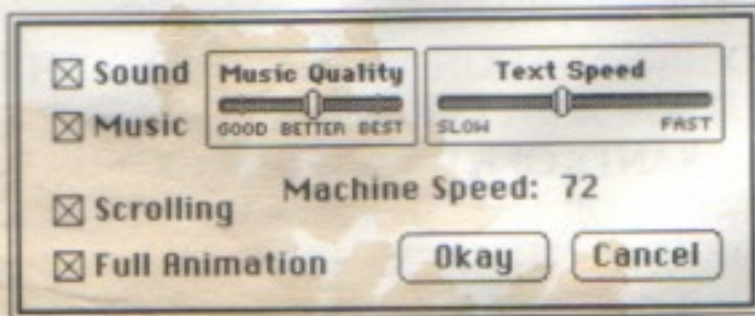 Sound
Music Quality
GOOD BETTER BEST
Text Speed
SLOW FAST
Music
Machine Speed: 72
Scrolling
Full Animation
Okay
Cancel